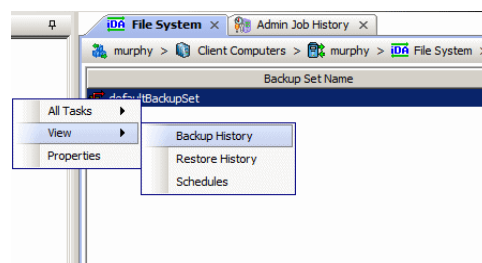 iDA File System × Admin Job History ×
murphy > Client Computers > murphy > iDA File System >
Backup Set Name
defaultBackupSet
All Tasks
View
Properties
Backup History
Restore History
Schedules